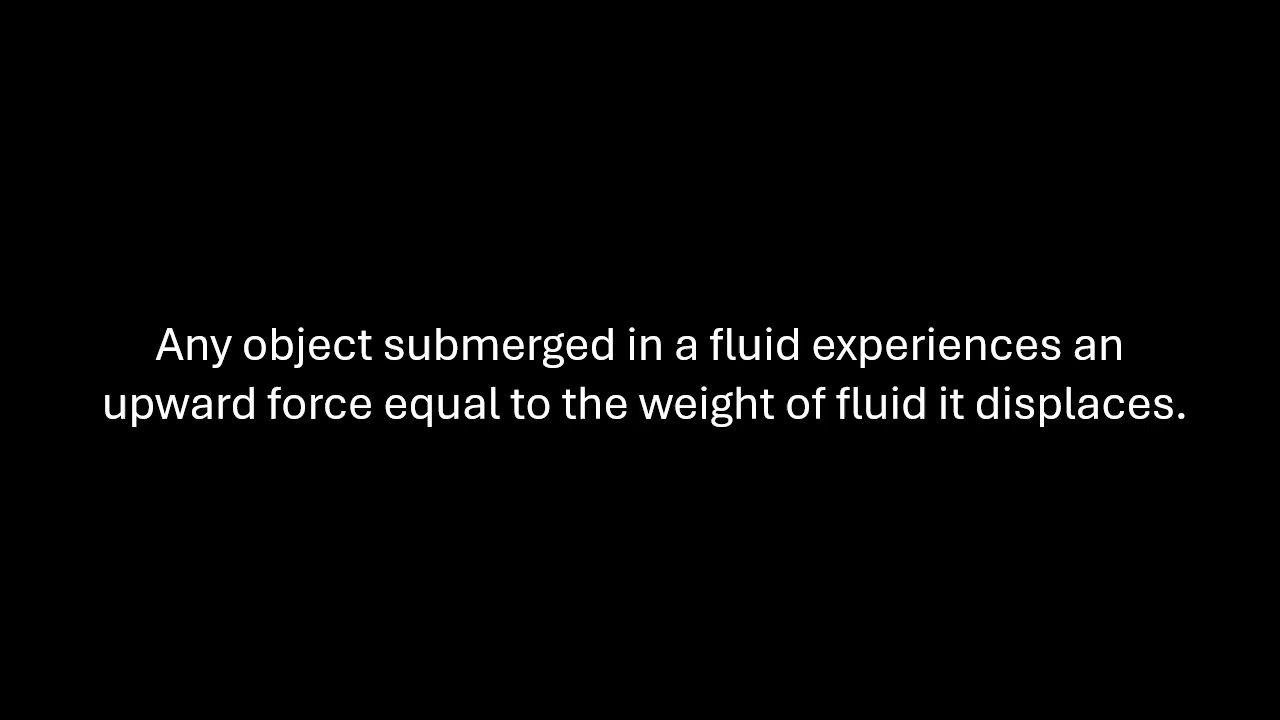 Any object submerged in a fluid experiences an
upward force equal to the weight of fluid it displaces.